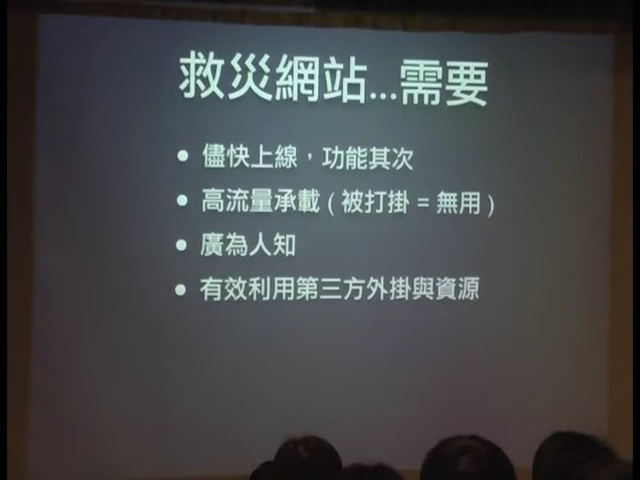 救災網站...需要
• 儘快上線，功能其次
• 高流量承載 ( 被打掛 = 無用 )
• 廣為人知
• 有效利用第三方外掛與資源